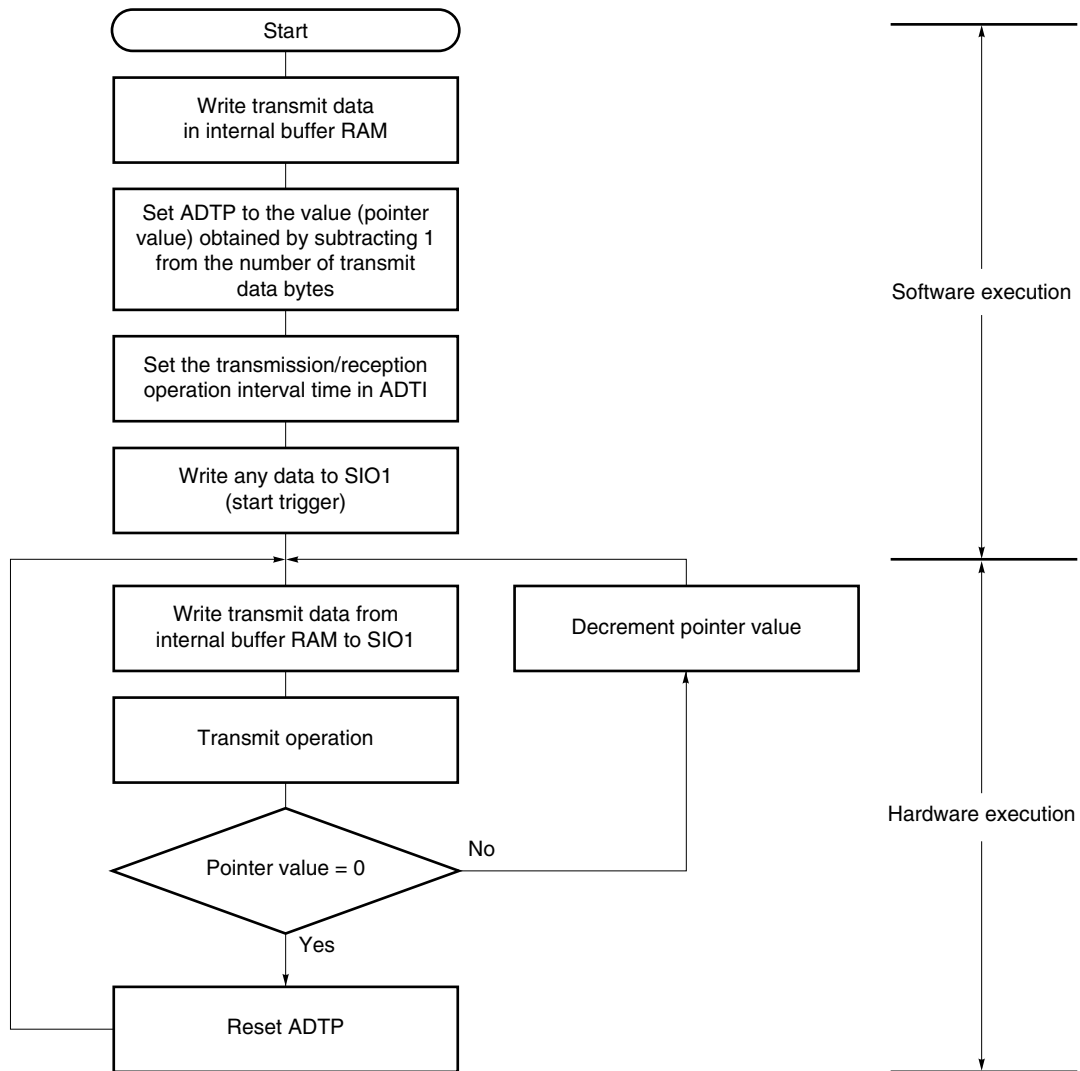 Start
Write transmit data
in internal buffer RAM
Set ADTP to the value (pointer
value) obtained by subtracting 1
from the number of transmit
data bytes
Software execution
Set the transmission/reception
operation interval time in ADTI
Write any data to SIO1
(start trigger)
Write transmit data from
internal buffer RAM to SIO1
Decrement pointer value
Transmit operation
Hardware execution
Pointer value = 0
No
Yes
Reset ADTP